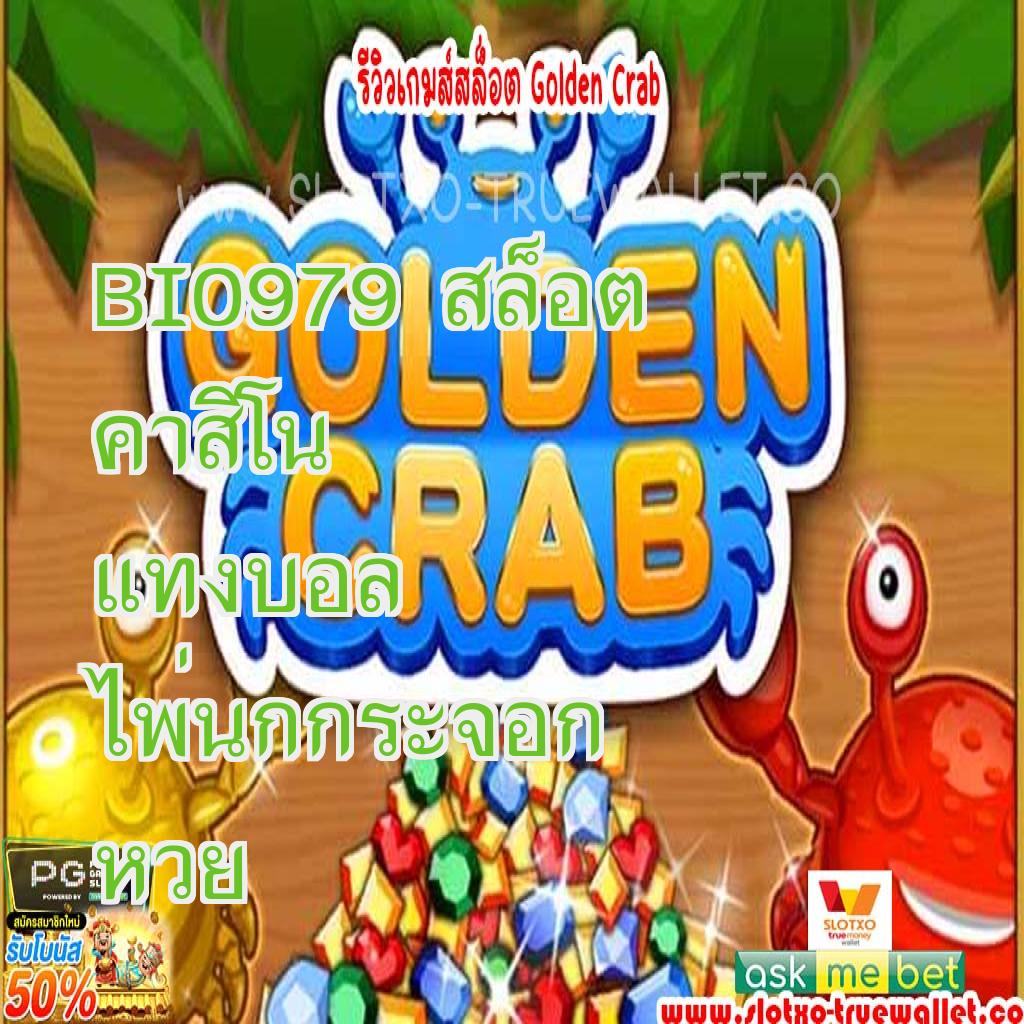 รีวิวเกมส์สล็อต Golden Crab
www.SLOTXO-TRUEWALLET.CO
GOLDEN
CRAB
BIO979 สล็อต
คาสิโน
แทงบอล
ไพ่นกกระจอก
หวย
PG
POWERED BY
สมัครสมาชิกใหม่
รับโบนัส
50%
SLOTXO
truemoney
wallet
ask me bet
www.slotxo-truewallet.co